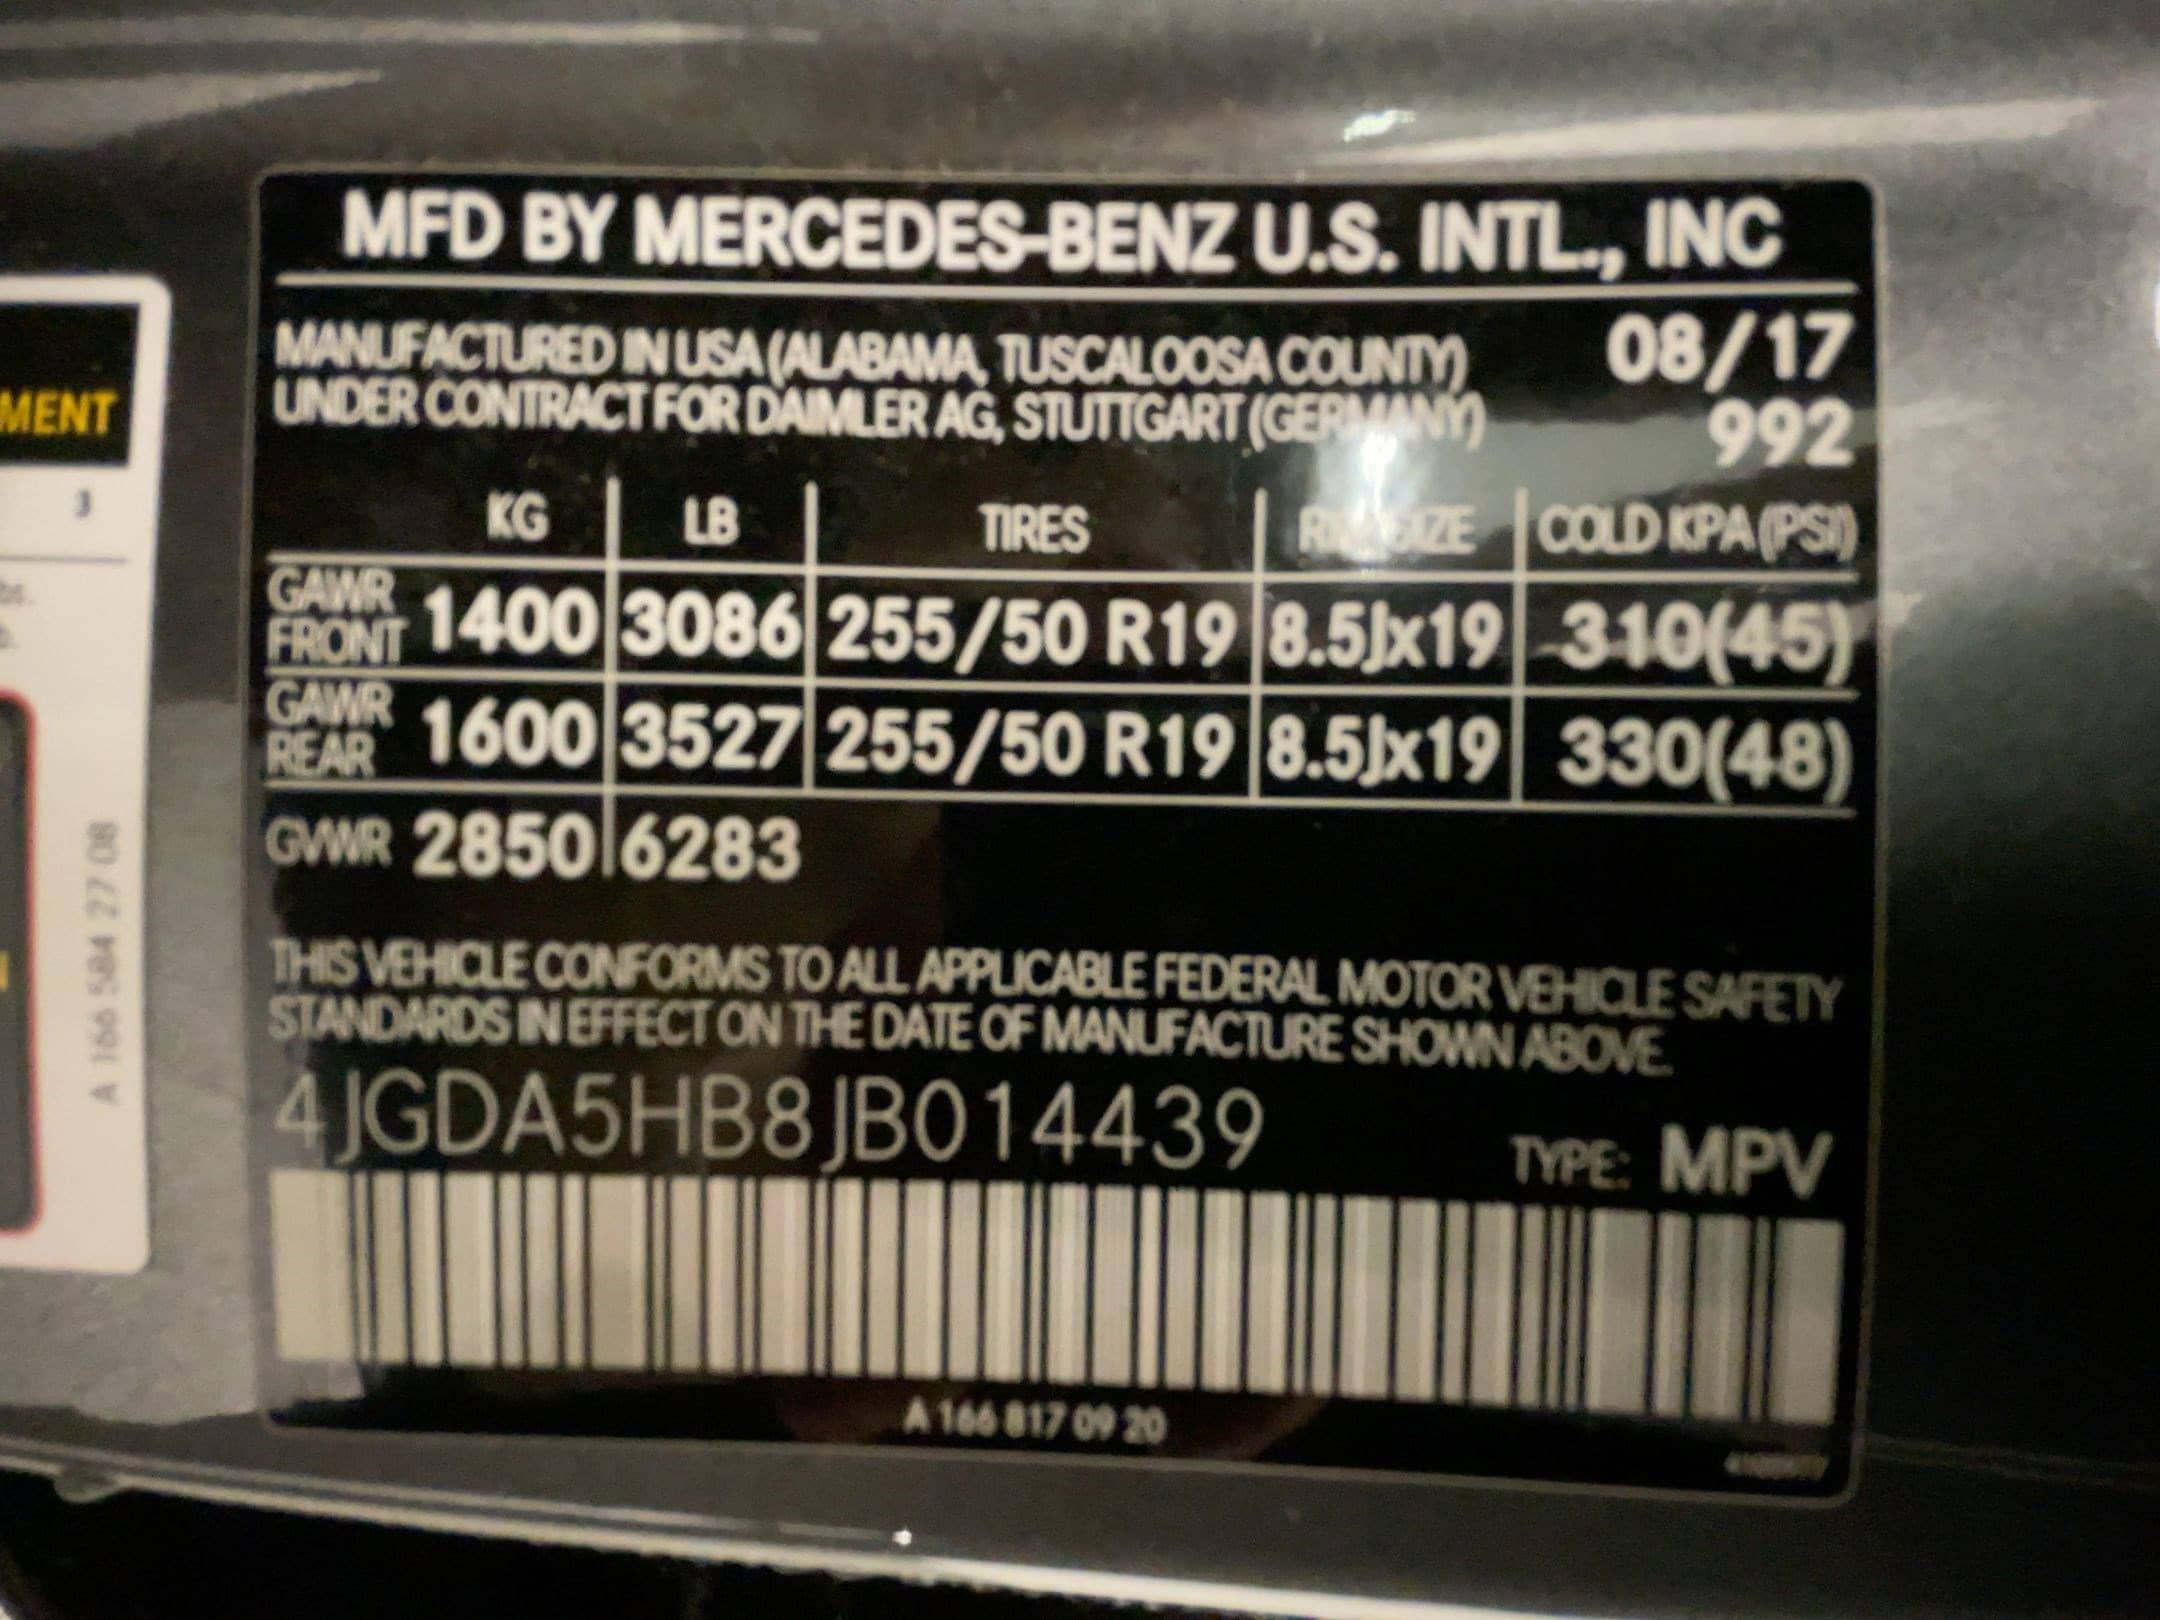 MFD BY MERCEDES-BENZ U.S. INTL., INC
MANUFACTURED IN USA (ALABAMA, TUSCALOOSA COUNTY) 08/17
UNDER CONTRACT FOR DAIMLER AG, STUTTGART (GERMANY) 992
KG LB TIRES RIM SIZE COLD KPA (PSI)
GAWR FRONT 1400 3086 255/50 R19 8.5Jx19 310(45)
GAWR REAR 1600 3527 255/50 R19 8.5Jx19 330(48)
GVWR 2850 6283
THIS VEHICLE CONFORMS TO ALL APPLICABLE FEDERAL MOTOR VEHICLE SAFETY
STANDARDS IN EFFECT ON THE DATE OF MANUFACTURE SHOWN ABOVE.
4JGDA5HB8JB014439
TYPE: MPV
A 166 817 09 20
MENT
3
A 166 584 27 08